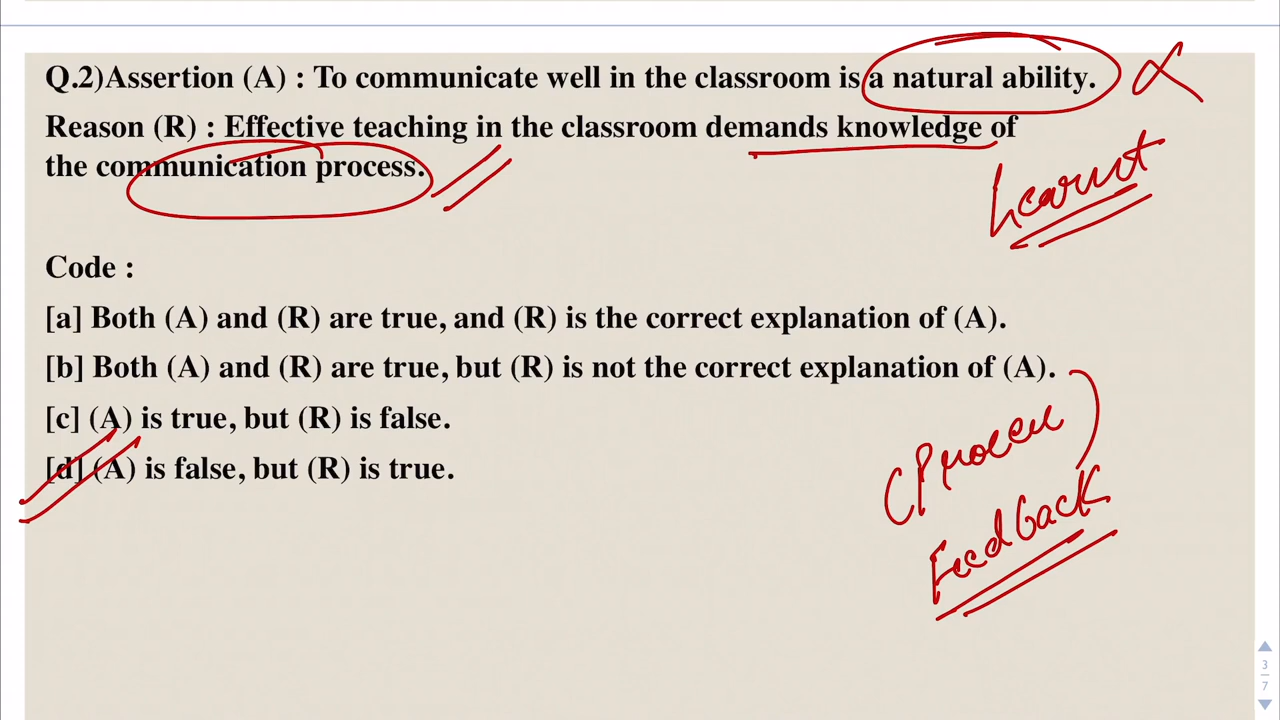 Q.2)Assertion (A) : To communicate well in the classroom is a natural ability.
Reason (R) : Effective teaching in the classroom demands knowledge of
the communication process.
Learnt
Code :
[a] Both (A) and (R) are true, and (R) is the correct explanation of (A).
[b] Both (A) and (R) are true, but (R) is not the correct explanation of (A).
[c] (A) is true, but (R) is false.
[d] (A) is false, but (R) is true.
Feedback
3
7